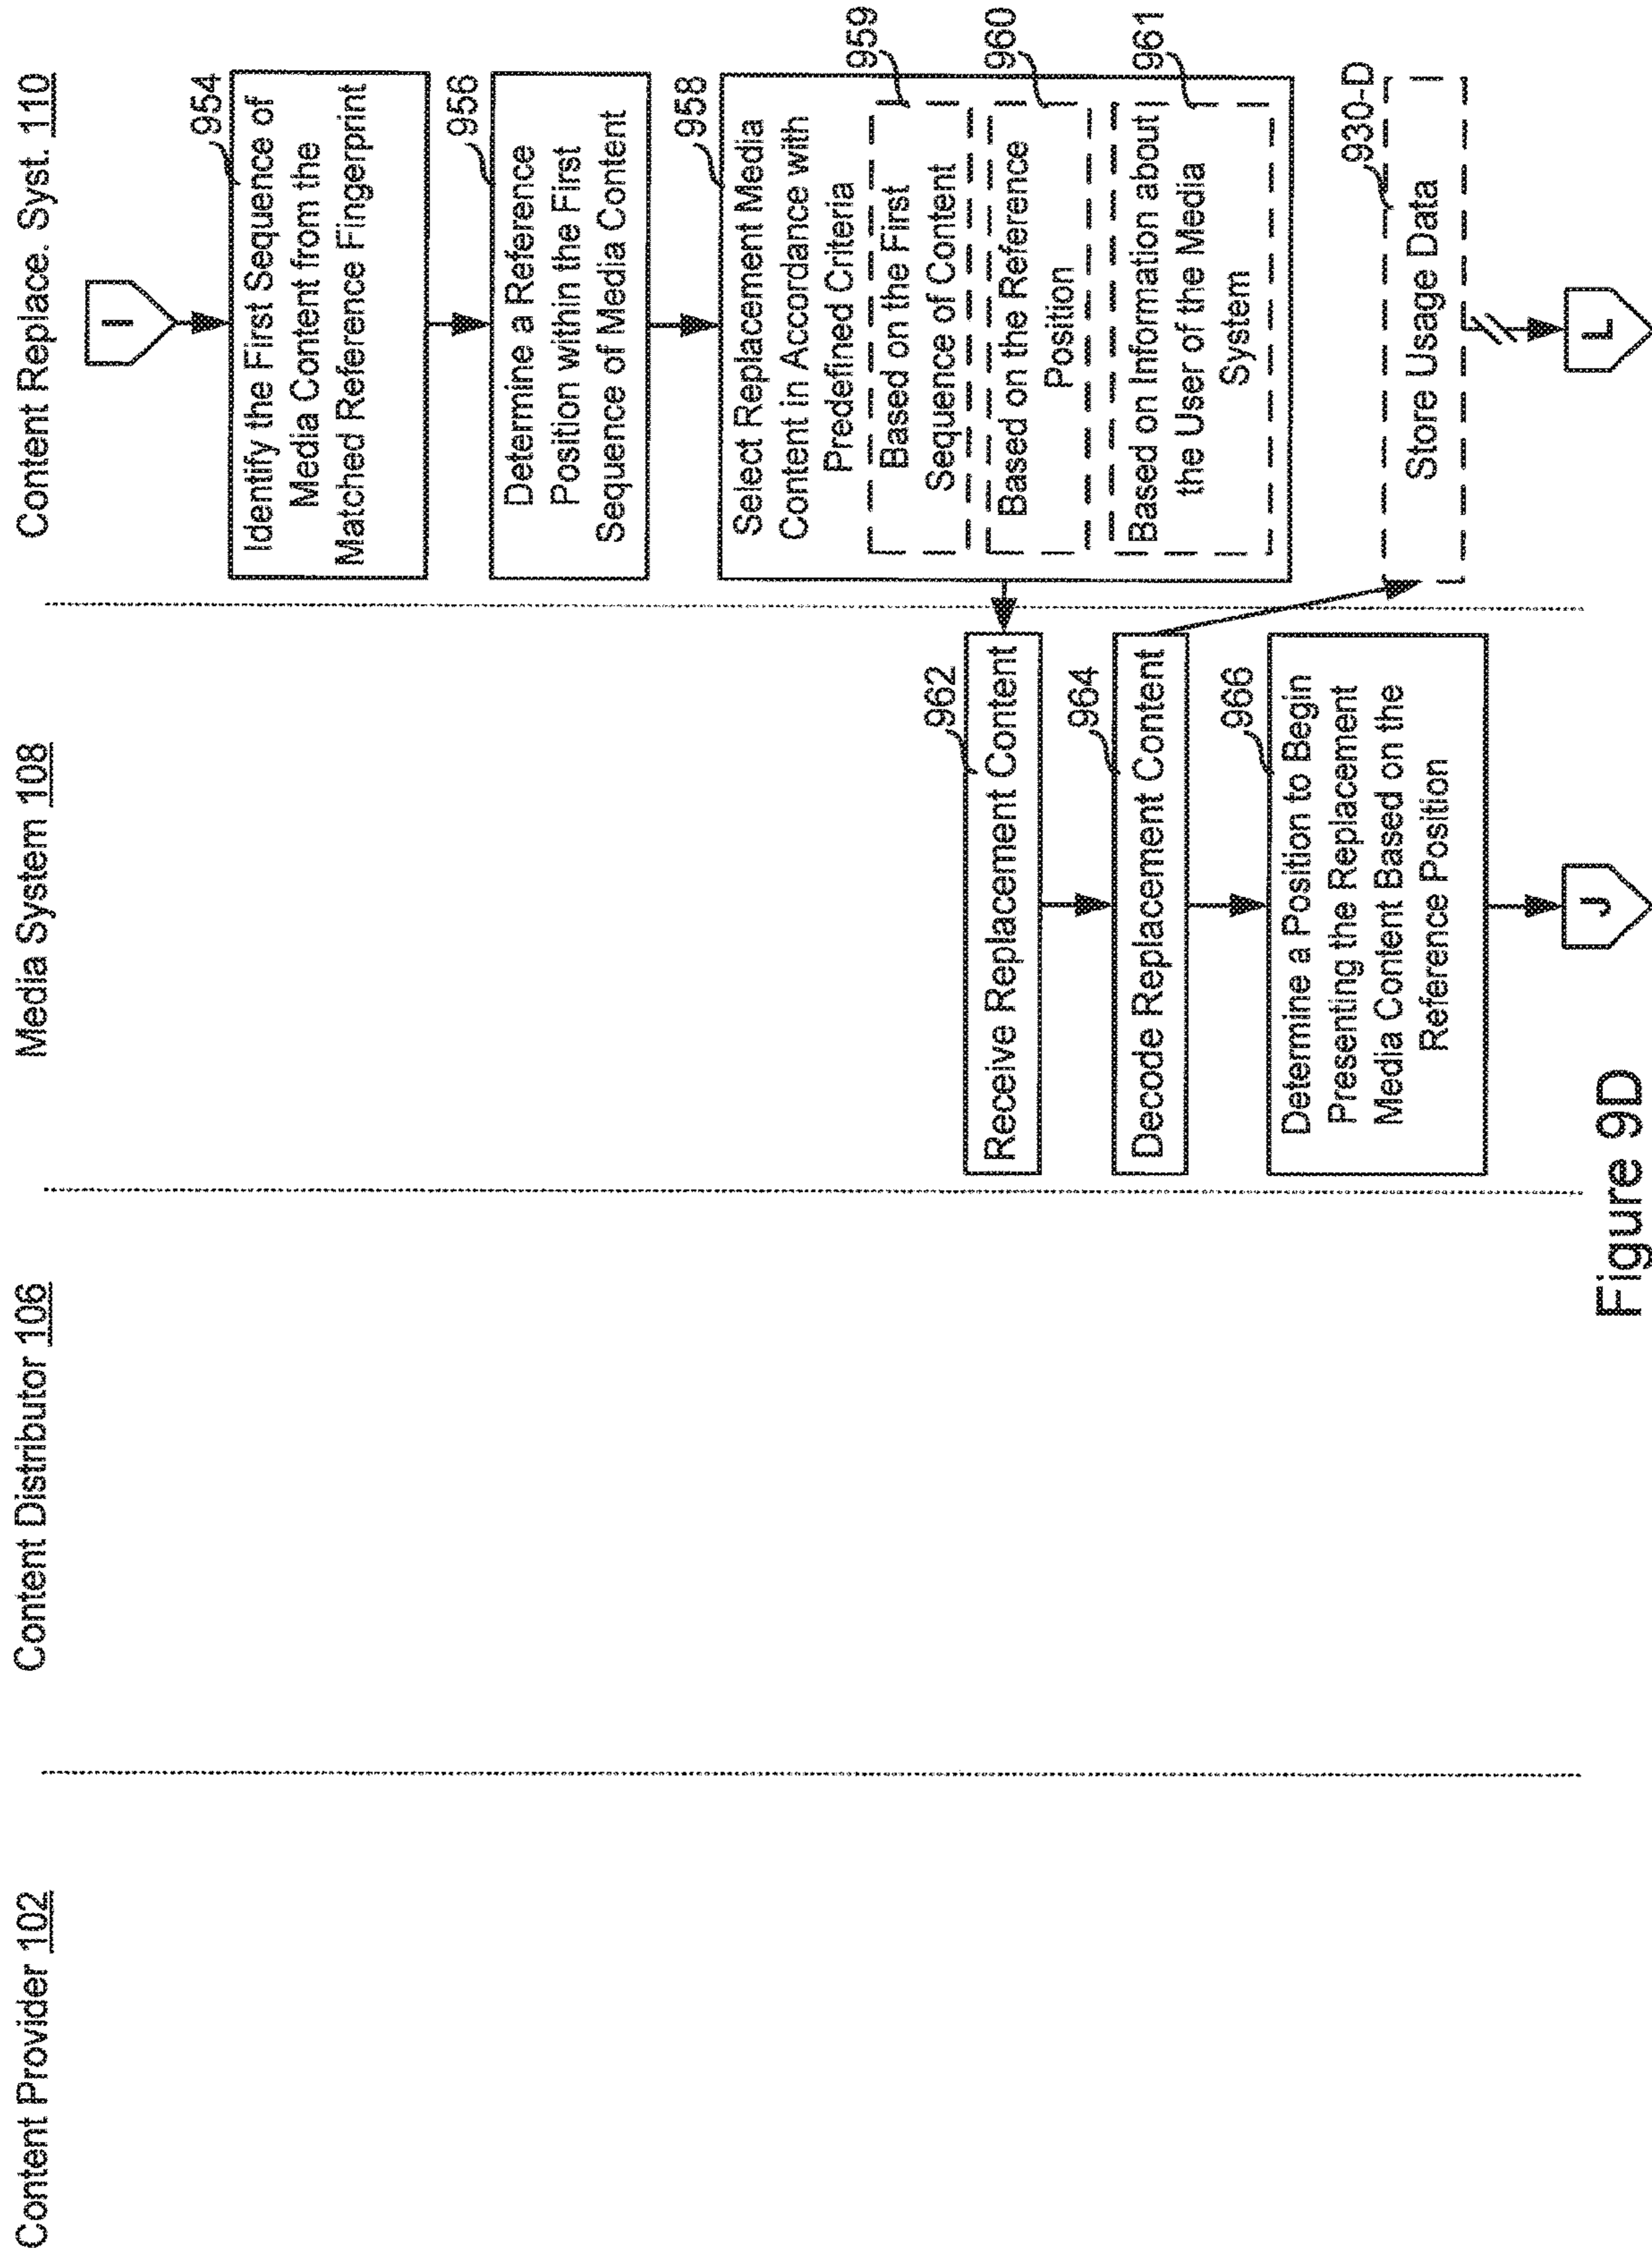 Content Provider 102
Content Distributor 106
Media System 108
Content Replace. Syst. 110
I
954
Identify the First Sequence of
Media Content from the
Matched Reference Fingerprint
956
Determine a Reference
Position within the First
Sequence of Media Content
958
Select Replacement Media
Content in Accordance with
Predefined Criteria
959
Based on the First
Sequence of Content
960
Based on the Reference
Position
961
Based on Information about
the User of the Media
System
962
Receive Replacement Content
964
Decode Replacement Content
966
Determine a Position to Begin
Presenting the Replacement
Media Content Based on the
Reference Position
930-D
Store Usage Data
J
L
Figure 9D